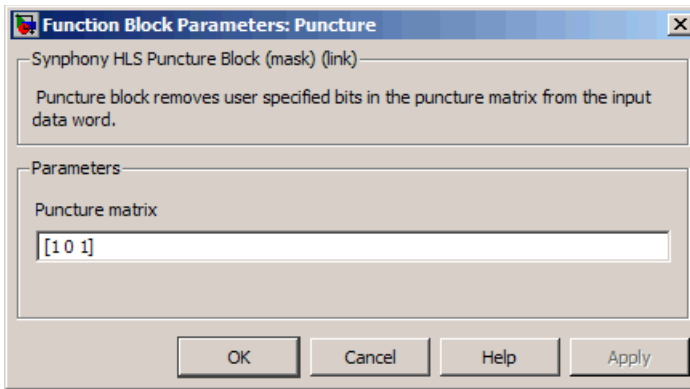 Function Block Parameters: Puncture
Synphony HLS Puncture Block (mask) (link)
Puncture block removes user specified bits in the puncture matrix from the input
data word.
Parameters
Puncture matrix
[1 0 1]
OK Cancel Help Apply